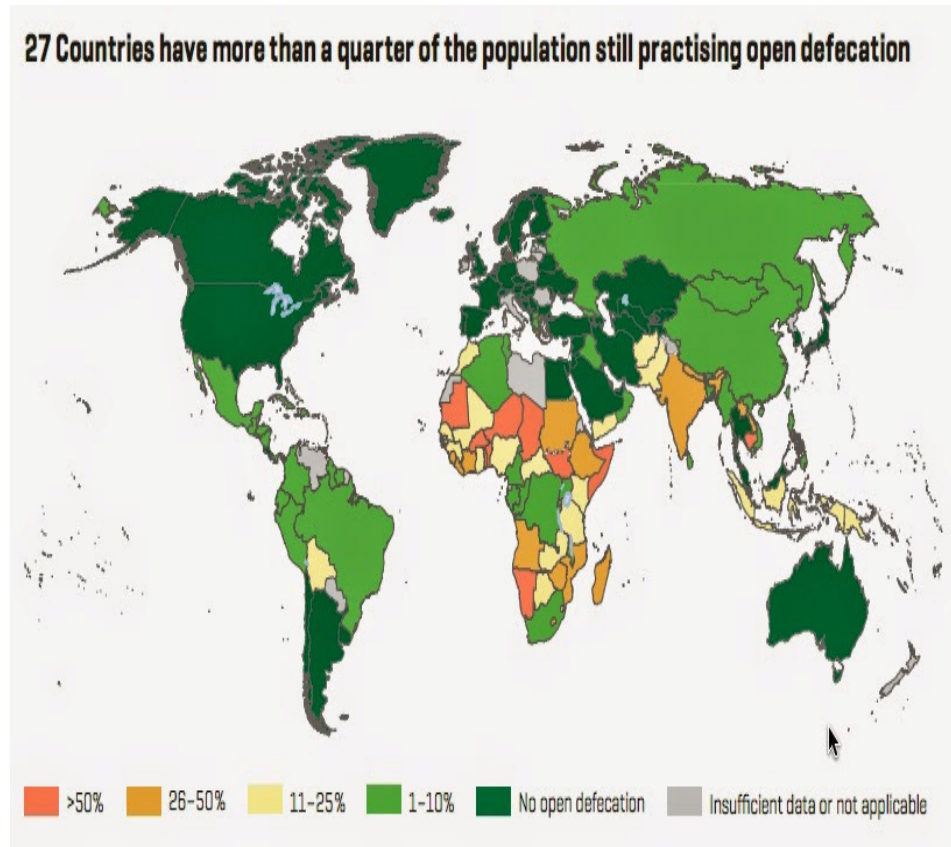 27 Countries have more than a quarter of the population still practising open defecation
>50% 26–50% 11–25% 1–10% No open defecation Insufficient data or not applicable